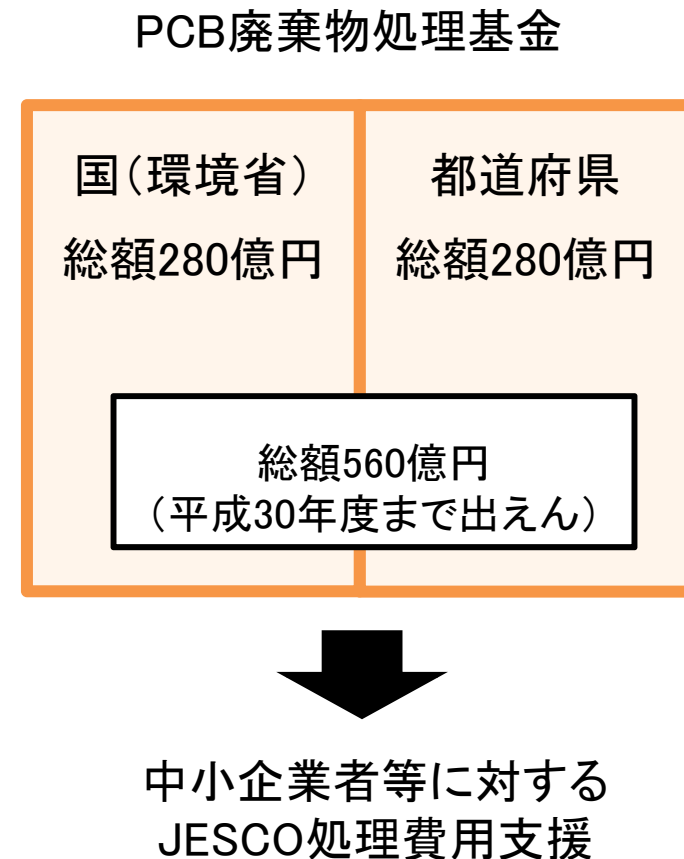 PCB廃棄物処理基金
国(環境省)
総額280億円
都道府県
総額280億円
総額560億円
(平成30年度まで出えん)
中小企業者等に対する
JESCO処理費用支援